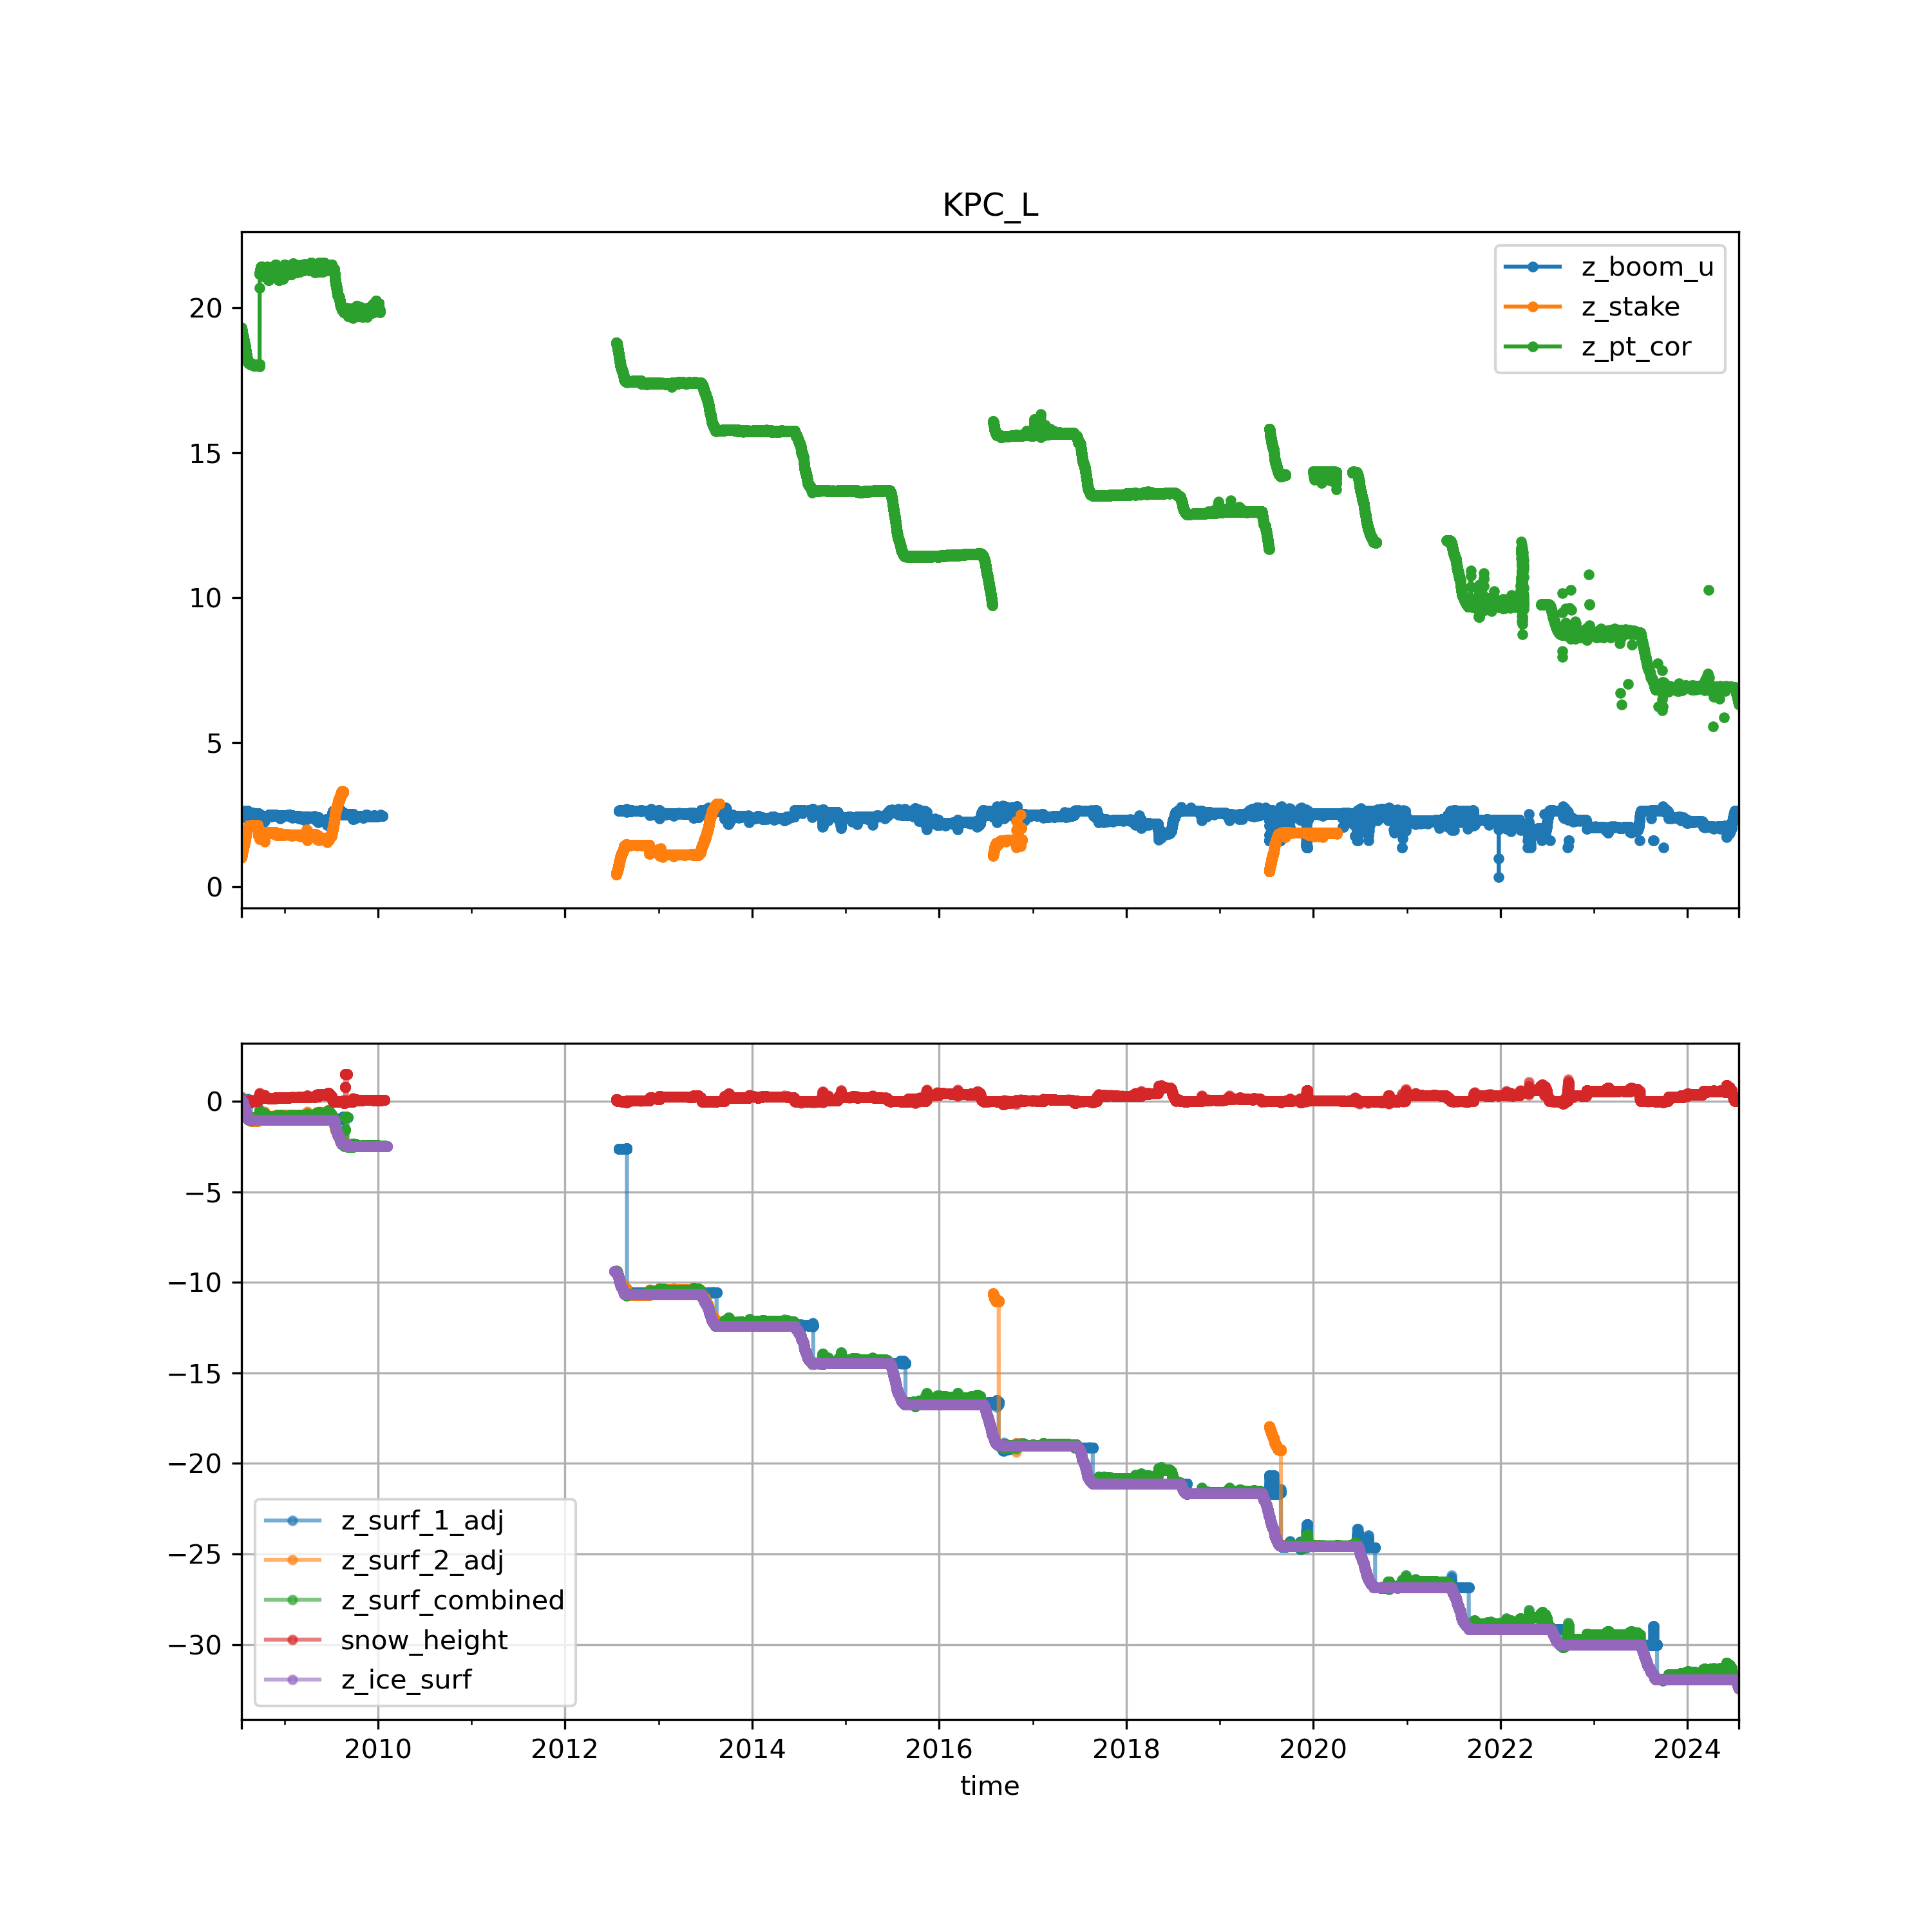 KPC_L
20
15
10
5
0
z_boom_u
z_stake
z_pt_cor
0
−5
−10
−15
−20
−25
−30
z_surf_1_adj
z_surf_2_adj
z_surf_combined
snow_height
z_ice_surf
2010 2012 2014 2016 2018 2020 2022 2024
time